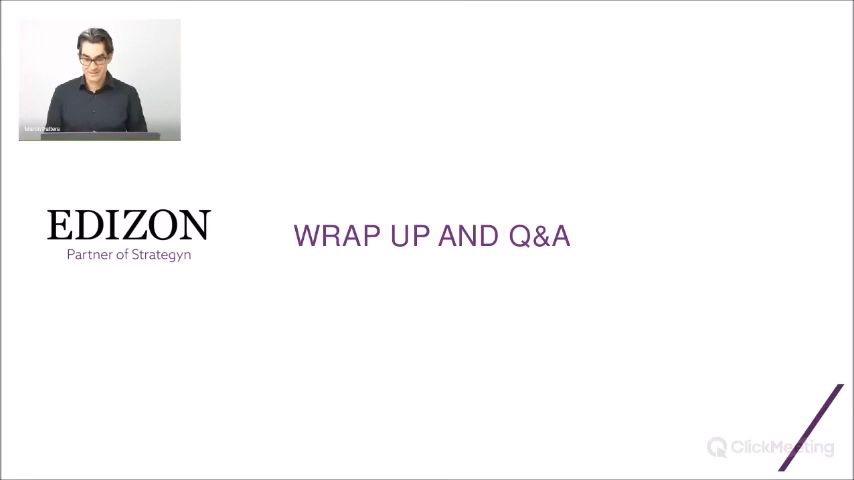 EDIZON
Partner of Strategyn
WRAP UP AND Q&A
ClickMeeting